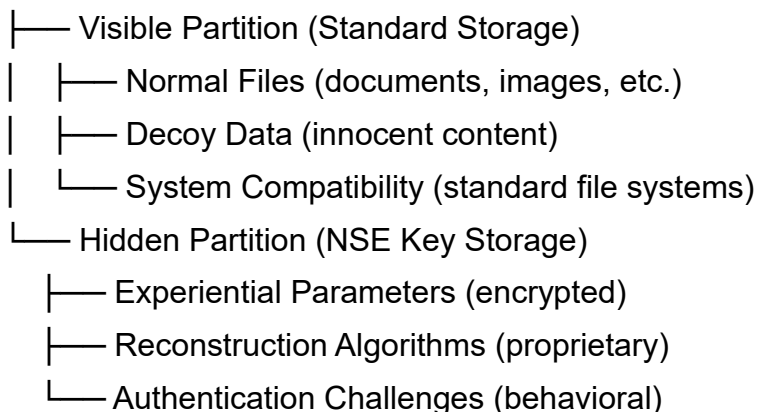 ├── Visible Partition (Standard Storage)
│   ├── Normal Files (documents, images, etc.)
│   ├── Decoy Data (innocent content)
│   └── System Compatibility (standard file systems)
└── Hidden Partition (NSE Key Storage)
    ├── Experiential Parameters (encrypted)
    ├── Reconstruction Algorithms (proprietary)
    └── Authentication Challenges (behavioral)